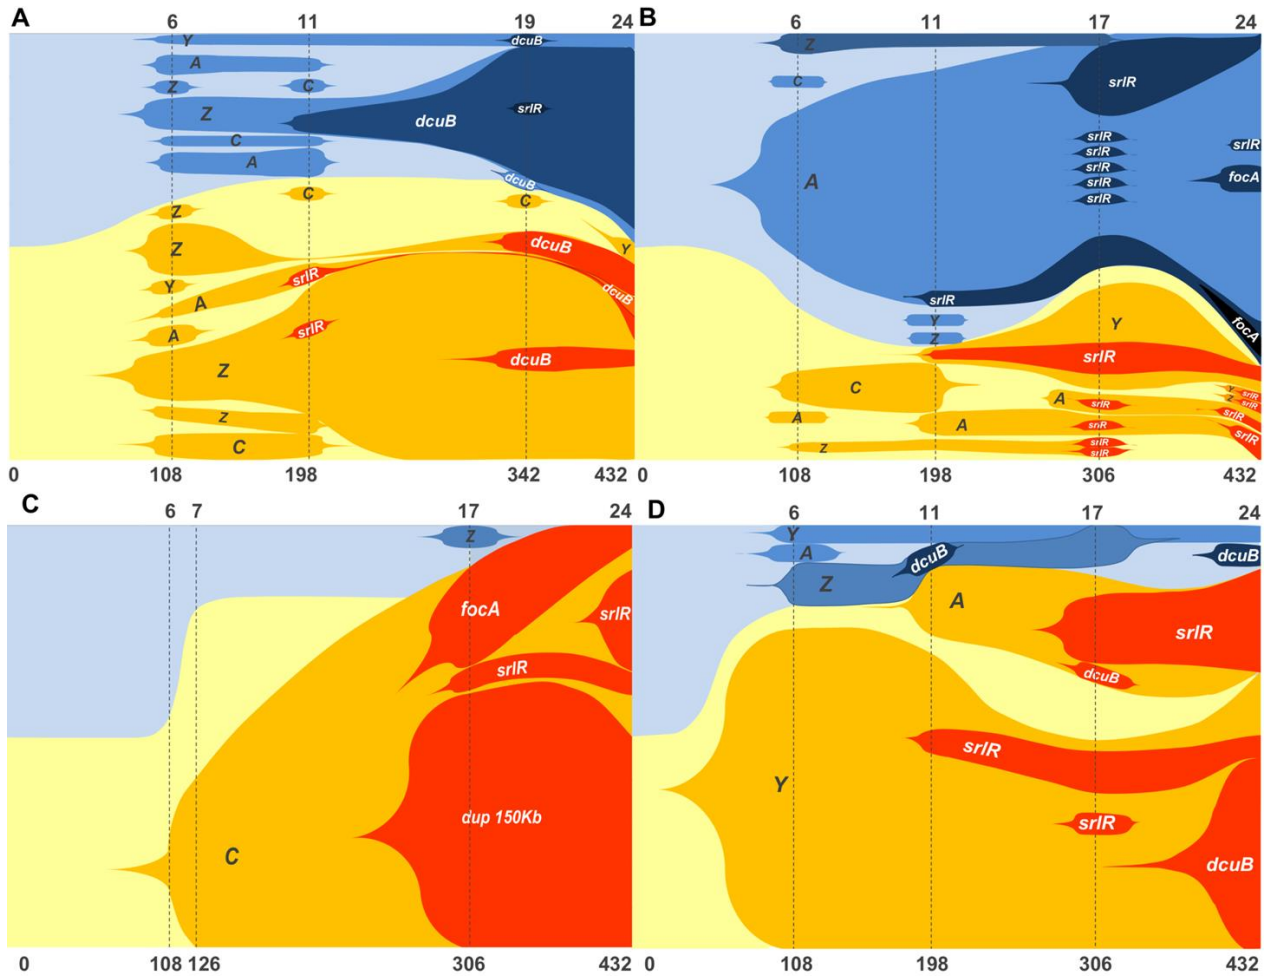 A 6 11 19 24
Y dcuB
A
Z C
Z dcuB srlR
C
A
dcuB
C C
Z
Z dcuB Y
Y srlR
A dcuB
A srlR
dcuB
Z
Z
C
0 108 198 342 432
B 6 11 17 24
Z
C srlR
srlR srlR
srlR
srlR focA
A srlR
srlR
srlR
Y focA
Z Y
srlR
C Y srlR
A srlR Z srlR
A srlR
A snR srlR
Z srlR
srlR
0 108 198 306 432
C 6 7 17 24
Z
focA srlR
srlR
dup 150Kb
C
0 108 126 306 432
D 6 11 17 24
Y
A dcuB dcuB
Z A
srlR
dcuB
srlR
Y
srlR
dcuB
0 108 198 306 432